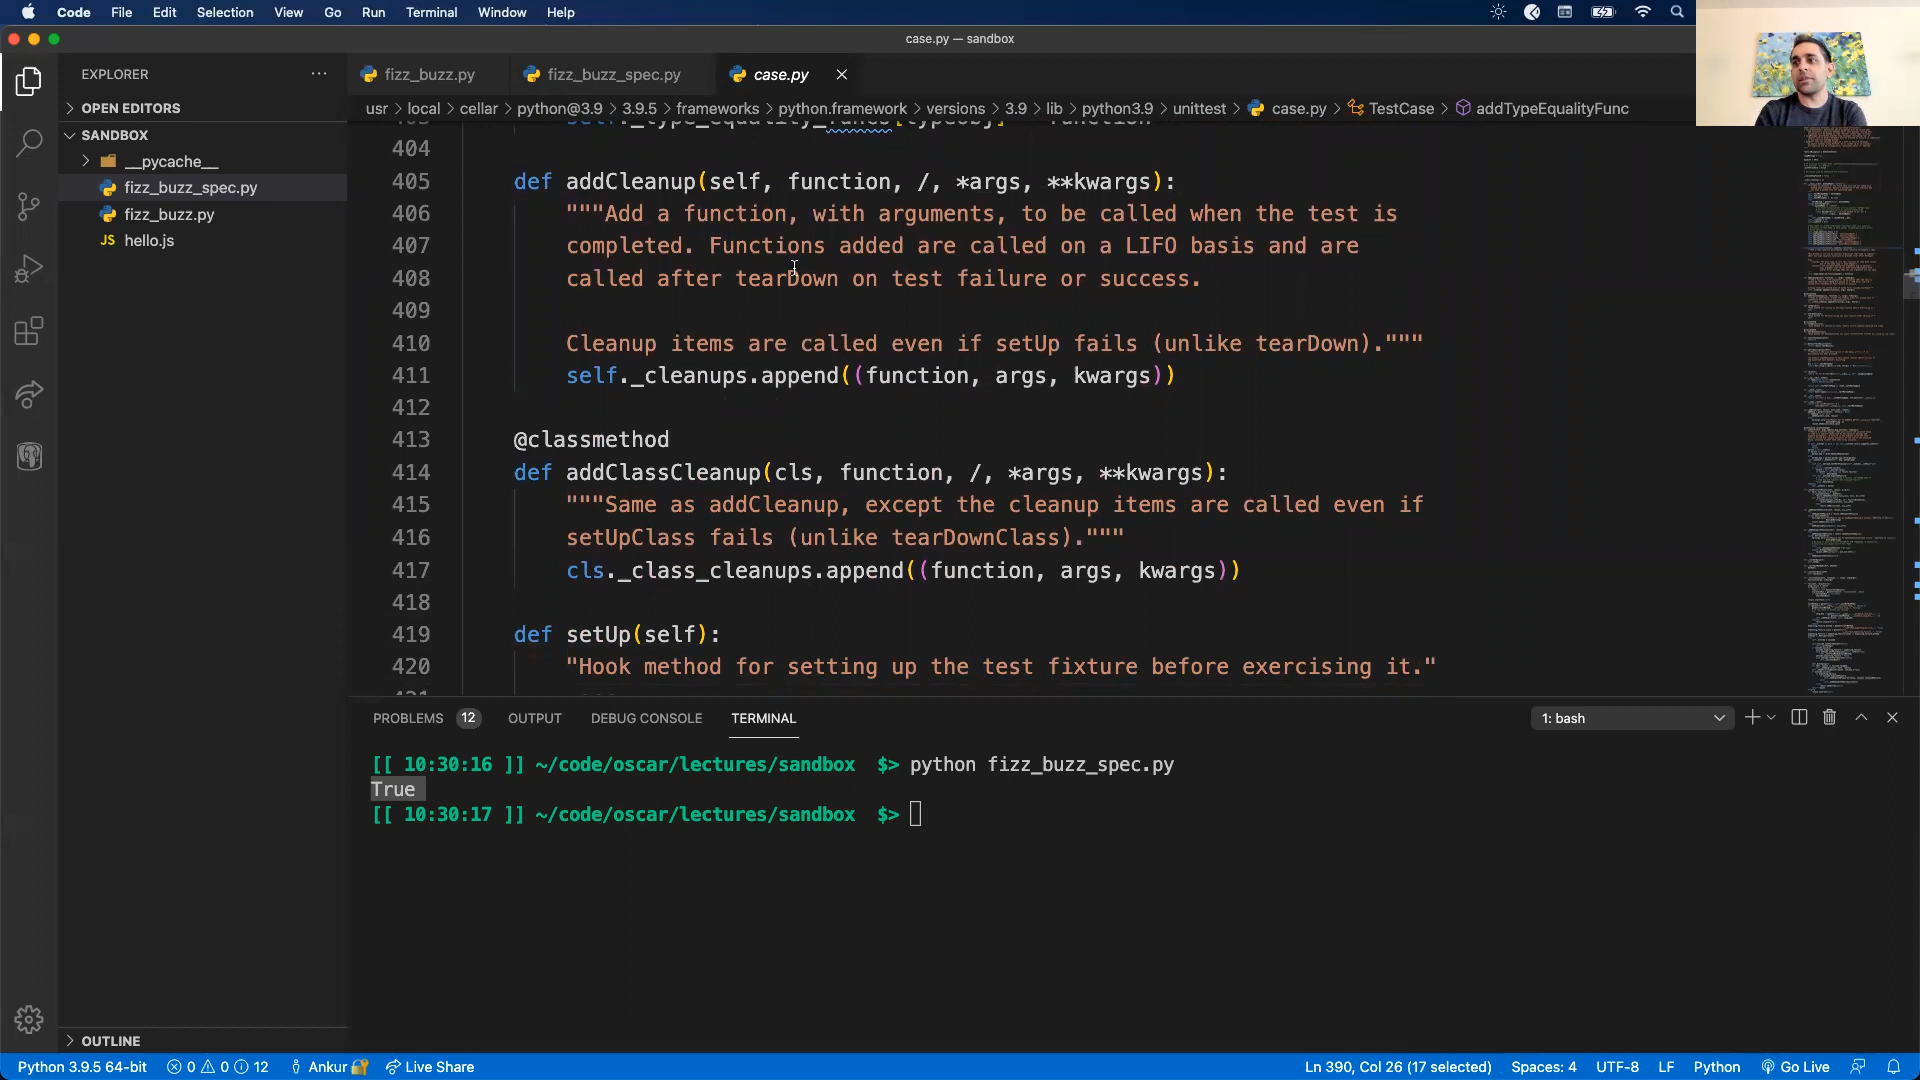 Code File Edit Selection View Go Run Terminal Window Help
case.py — sandbox
EXPLORER
fizz_buzz.py
fizz_buzz_spec.py
case.py
OPEN EDITORS
usr > local > cellar > python@3.9 > 3.9.5 > frameworks > python.framework > versions > 3.9 > lib > python3.9 > unittest > case.py > TestCase > addTypeEqualityFunc
SANDBOX
__pycache__
fizz_buzz_spec.py
fizz_buzz.py
JS hello.js
404
405 def addCleanup(self, function, /, *args, **kwargs):
406 """Add a function, with arguments, to be called when the test is
407 completed. Functions added are called on a LIFO basis and are
408 called after tearDown on test failure or success.
409
410 Cleanup items are called even if setUp fails (unlike tearDown)."""
411 self._cleanups.append((function, args, kwargs))
412
413 @classmethod
414 def addClassCleanup(cls, function, /, *args, **kwargs):
415 """Same as addCleanup, except the cleanup items are called even if
416 setUpClass fails (unlike tearDownClass)."""
417 cls._class_cleanups.append((function, args, kwargs))
418
419 def setUp(self):
420 "Hook method for setting up the test fixture before exercising it."
PROBLEMS 12 OUTPUT DEBUG CONSOLE TERMINAL
1: bash
[[ 10:30:16 ]] ~/code/oscar/lectures/sandbox $> python fizz_buzz_spec.py
True
[[ 10:30:17 ]] ~/code/oscar/lectures/sandbox $>
OUTLINE
Python 3.9.5 64-bit 0 0 12 Ankur Live Share
Ln 390, Col 26 (17 selected) Spaces: 4 UTF-8 LF Python Go Live